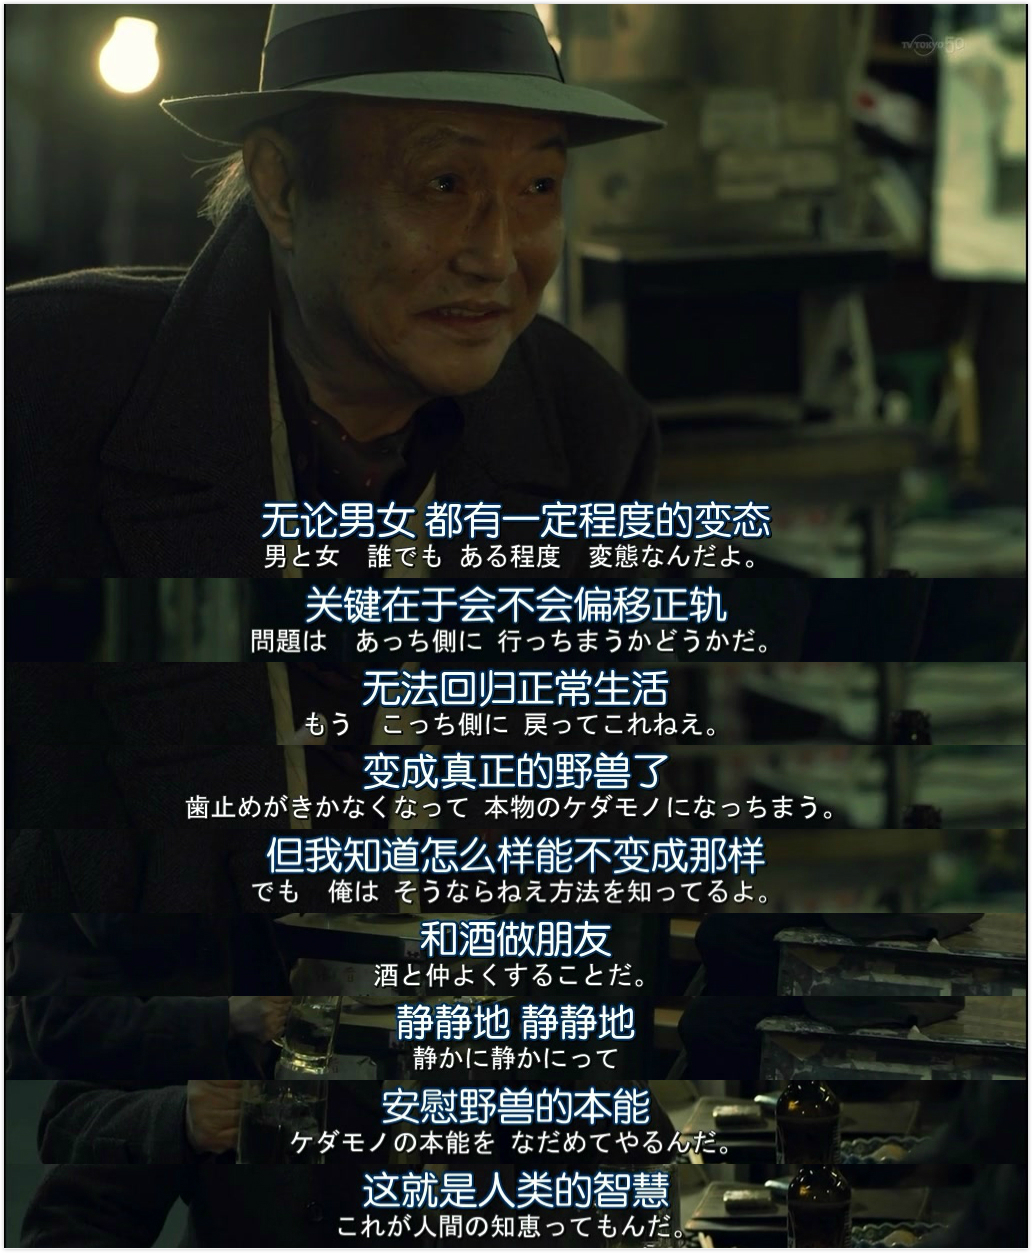 TV TOKYO 50
无论男女 都有一定程度的变态
男と女　誰でも ある程度　変態なんだよ。
关键在于会不会偏移正轨
問題は　あっち側に 行っちまうかどうかだ。
无法回归正常生活
もう　こっち側に 戻ってこれねえ。
变成真正的野兽了
歯止めがきかなくなって 本物のケダモノになっちまう。
但我知道怎么样能不变成那样
でも　俺は そうならねえ方法を知ってるよ。
和酒做朋友
酒と仲よくすることだ。
静静地 静静地
静かに静かにって
安慰野兽的本能
ケダモノの本能を なだめてやるんだ。
这就是人类的智慧
これが人間の知恵ってもんだ。